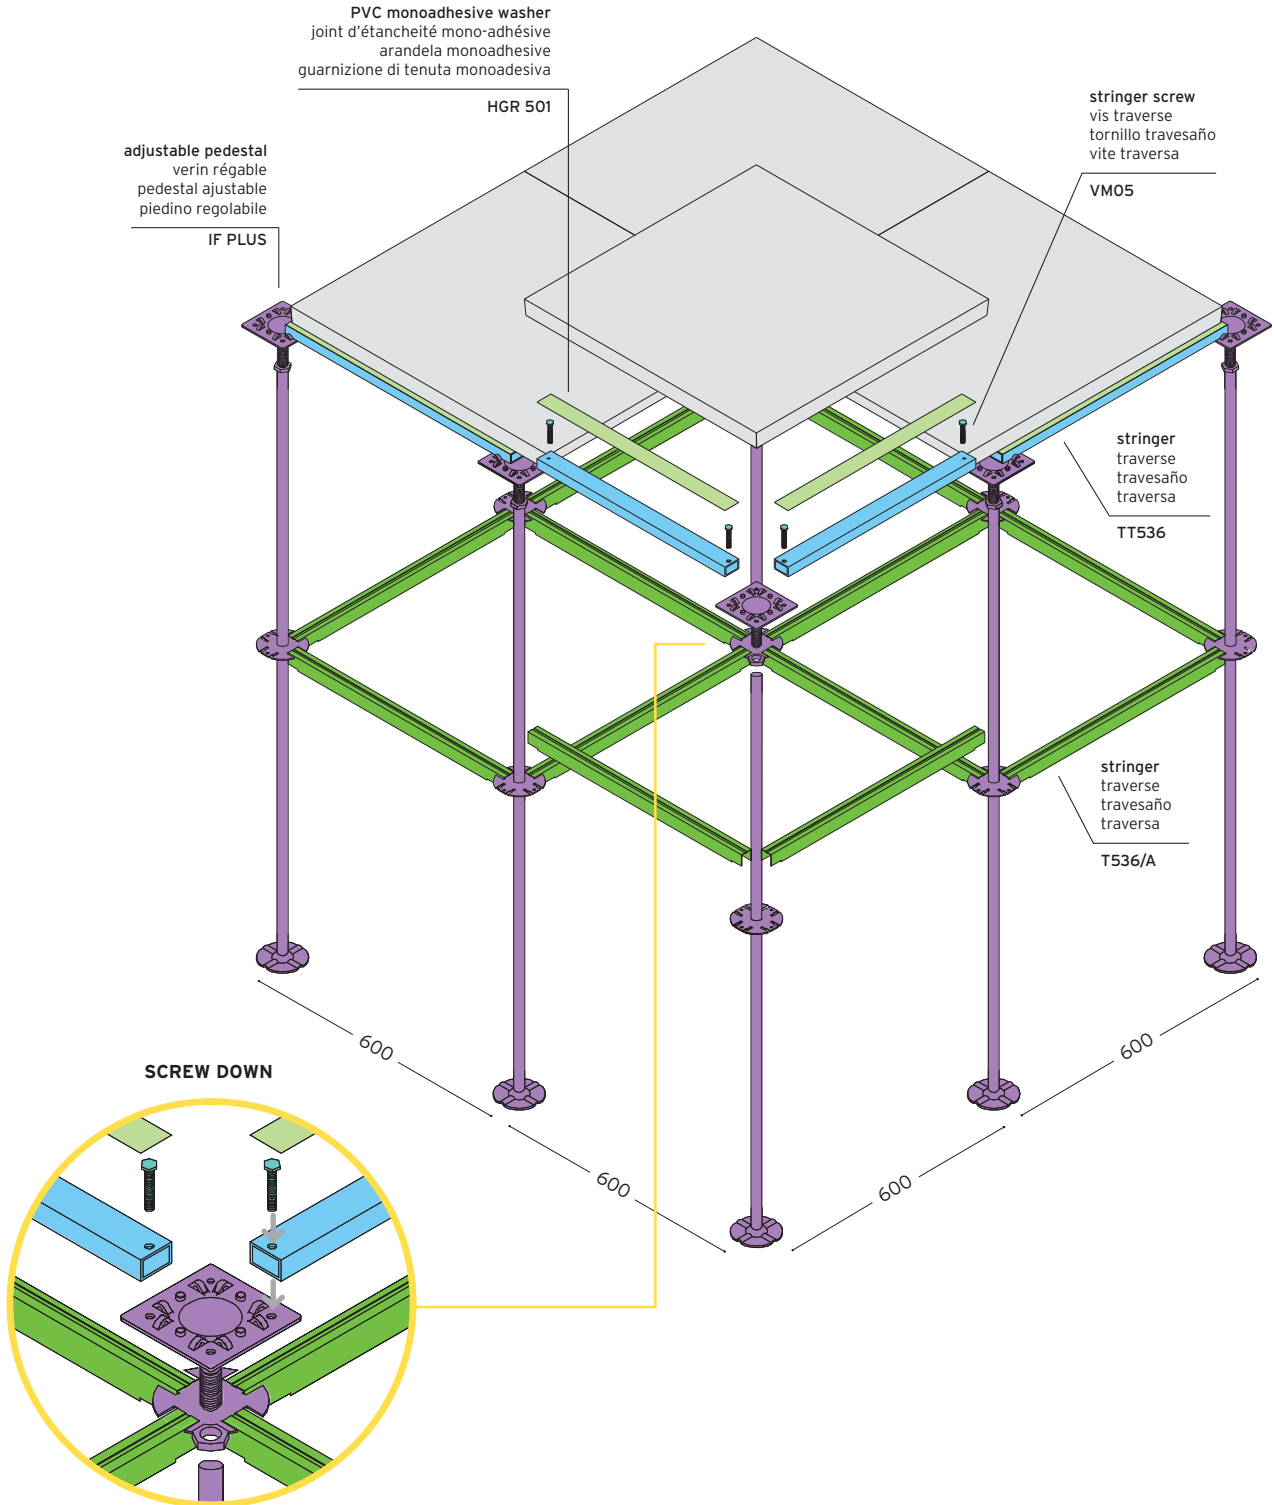 PVC monoadhesive washer
joint d'étancheité mono-adhésive
arandela monoadhesive
guarnizione di tenuta monoadesiva
HGR 501
adjustable pedestal
verin régable
pedestal ajustable
piedino regolabile
IF PLUS
stringer screw
vis traverse
tornillo travesaño
vite traversa
VM05
stringer
traverse
travesaño
traversa
TT536
stringer
traverse
travesaño
traversa
T536/A
600
600
600
600
SCREW DOWN